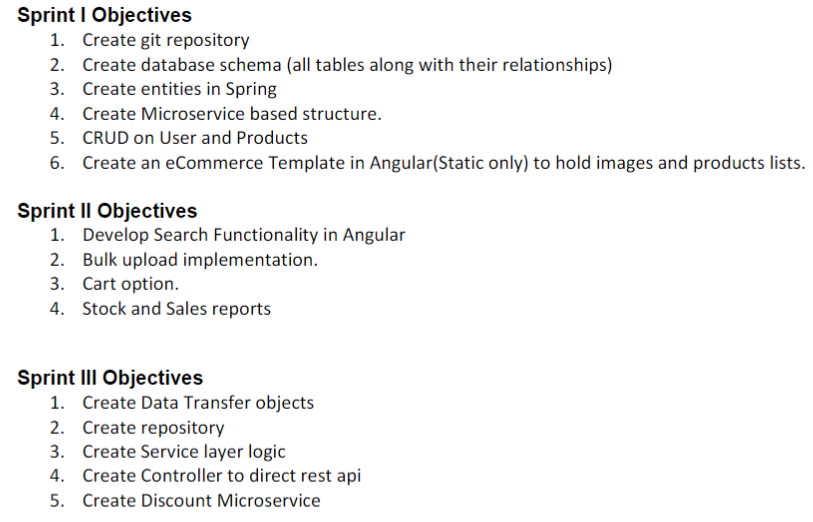 Sprint I Objectives
1. Create git repository
2. Create database schema (all tables along with their relationships)
3. Create entities in Spring
4. Create Microservice based structure.
5. CRUD on User and Products
6. Create an eCommerce Template in Angular(Static only) to hold images and products lists.
Sprint II Objectives
1. Develop Search Functionality in Angular
2. Bulk upload implementation.
3. Cart option.
4. Stock and Sales reports
Sprint III Objectives
1. Create Data Transfer objects
2. Create repository
3. Create Service layer logic
4. Create Controller to direct rest api
5. Create Discount Microservice